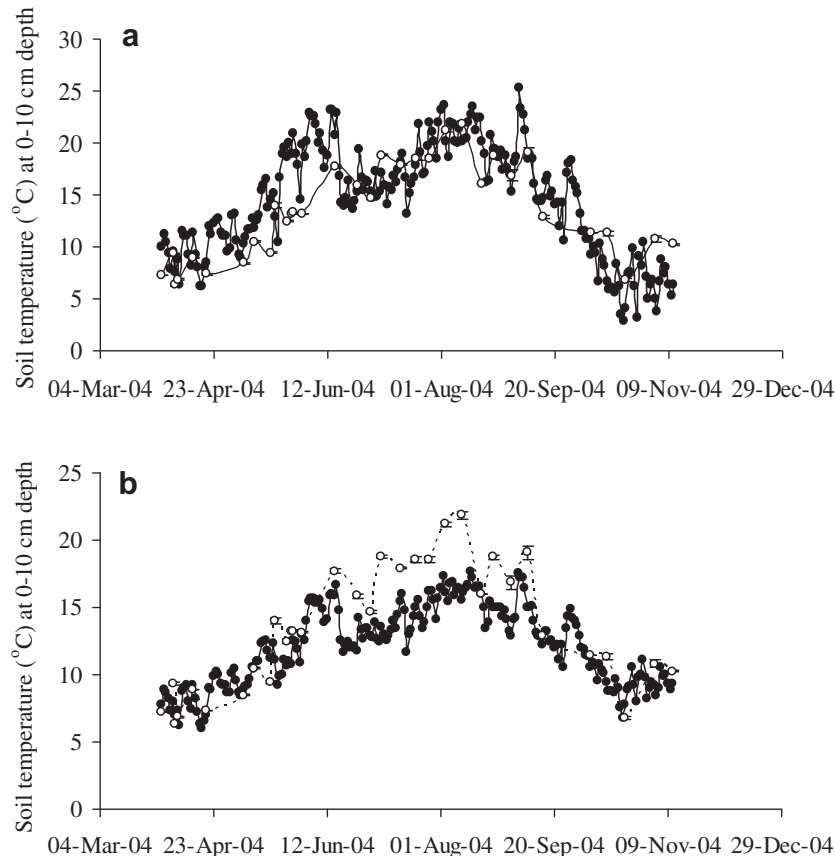 a
Soil temperature (°C) at 0-10 cm depth
30
25
20
15
10
5
0
04-Mar-04 23-Apr-04 12-Jun-04 01-Aug-04 20-Sep-04 09-Nov-04 29-Dec-04
b
Soil temperature (°C) at 0-10 cm depth
25
20
15
10
5
0
04-Mar-04 23-Apr-04 12-Jun-04 01-Aug-04 20-Sep-04 09-Nov-04 29-Dec-04